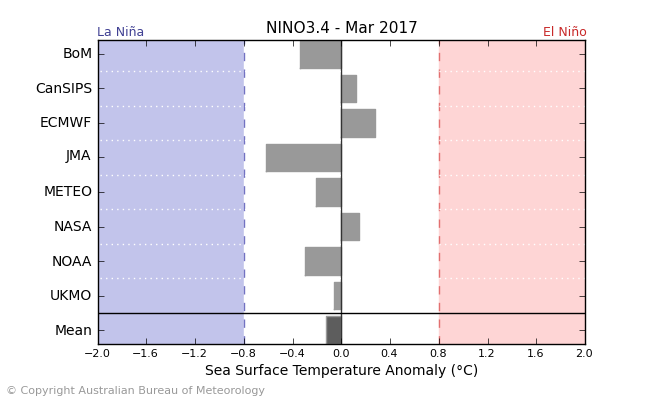 NINO3.4 - Mar 2017
La Niña
El Niño
BoM
CanSIPS
ECMWF
JMA
METEO
NASA
NOAA
UKMO
Mean
−2.0 −1.6 −1.2 −0.8 −0.4 0.0 0.4 0.8 1.2 1.6 2.0
Sea Surface Temperature Anomaly (°C)
© Copyright Australian Bureau of Meteorology